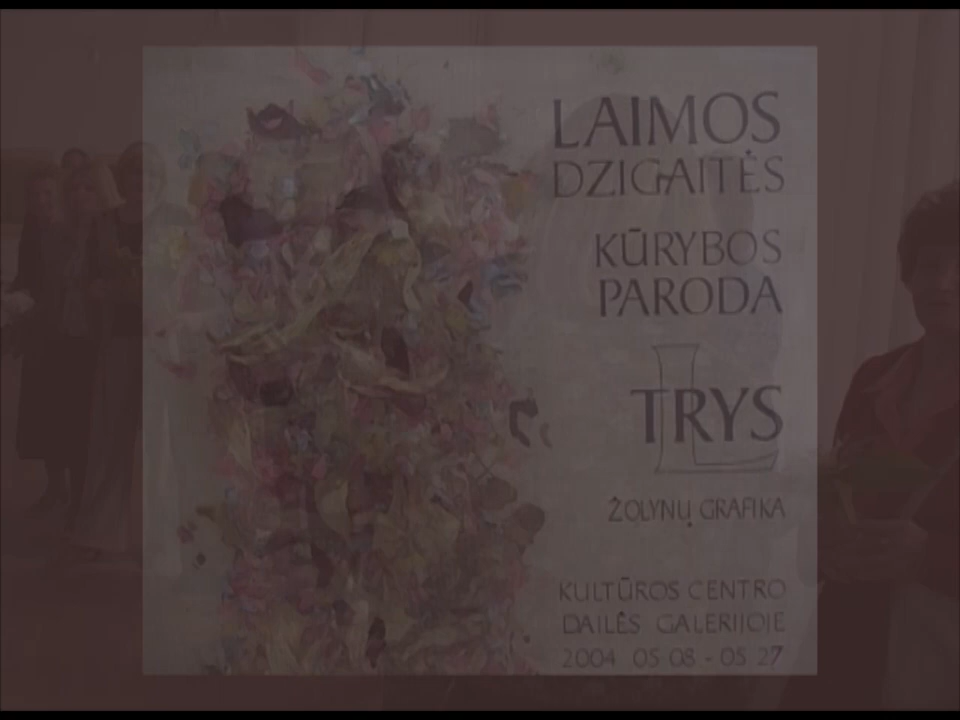 LAIMOS
DZIGAITĖS
KŪRYBOS
PARODA
L
TRYS
ŽOLYNŲ GRAFIKA
KULTŪROS CENTRO
DAILĖS GALERIJOJE
2004 05 08 - 05 27